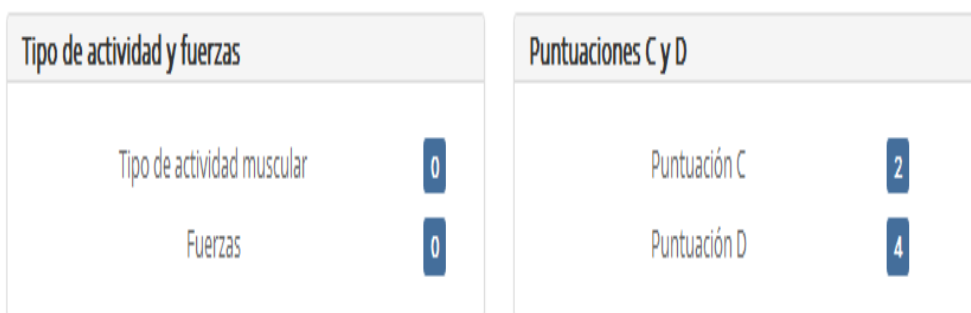 Tipo de actividad y fuerzas
Tipo de actividad muscular 0
Fuerzas 0
Puntuaciones C y D
Puntuación C 2
Puntuación D 4